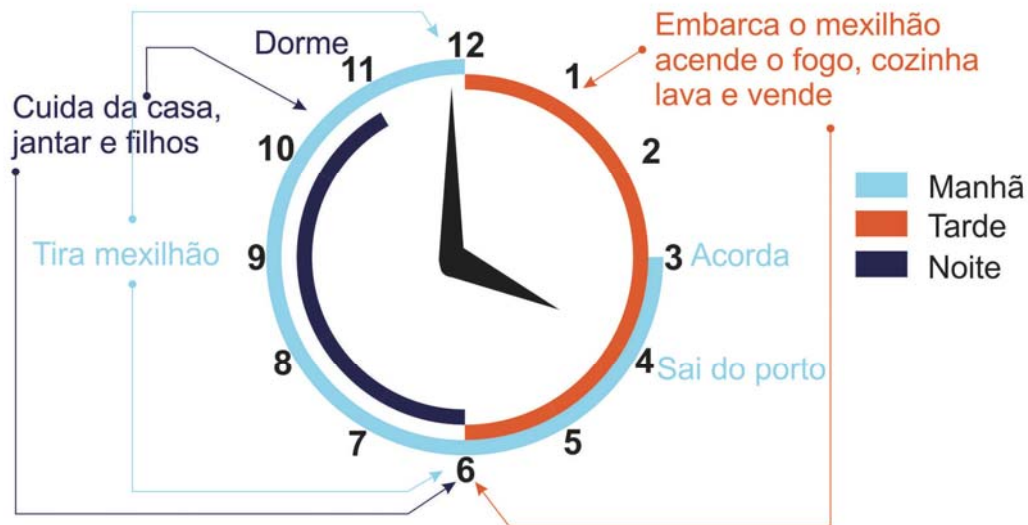 Dorme
12
11
1
Embarca o mexilhão
acende o fogo, cozinha
lava e vende
Cuida da casa,
jantar e filhos
10
2
Manhã
Tarde
Noite
Tira mexilhão
9
3
Acorda
8
4
Sai do porto
7
5
6